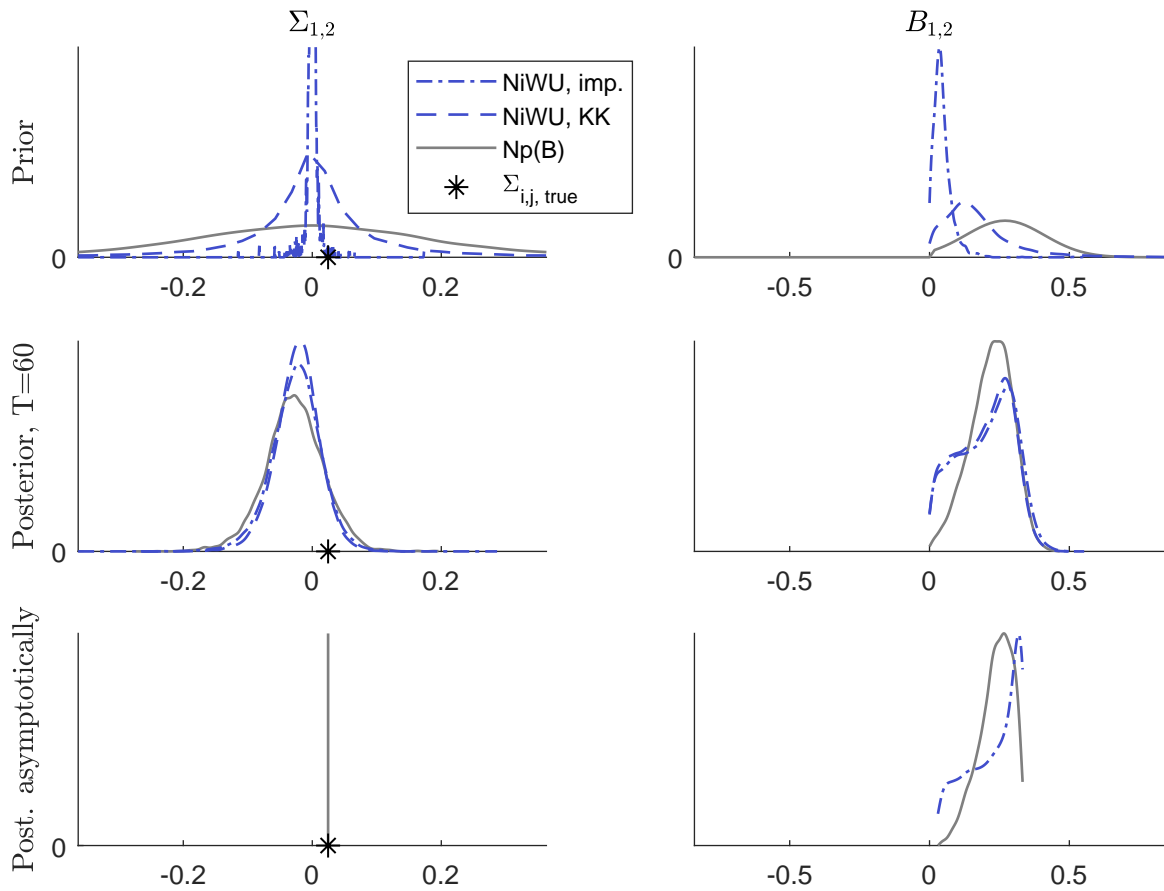 Σ1,2
B1,2
Prior
NiWU, imp.
NiWU, KK
Np(B)
Σi,j, true
0
-0.2
0
0.2
0
-0.5
0
0.5
Posterior, T=60
0
-0.2
0
0.2
-0.5
0
0.5
Post. asymptotically
0
-0.2
0
0.2
-0.5
0
0.5